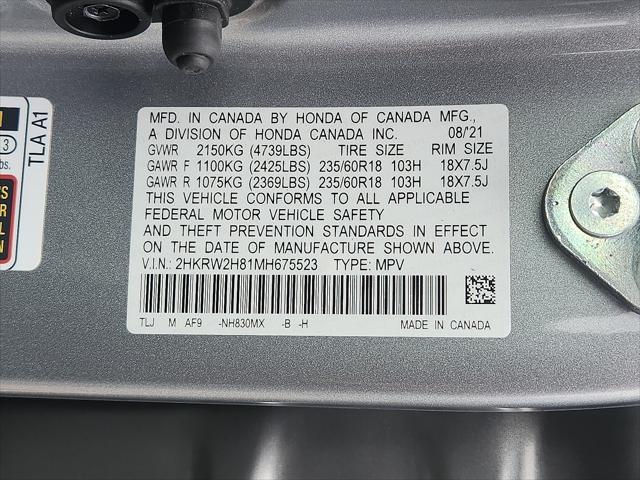 MFD. IN CANADA BY HONDA OF CANADA MFG.,
A DIVISION OF HONDA CANADA INC. 08/'21
GVWR 2150KG (4739LBS) TIRE SIZE RIM SIZE
GAWR F 1100KG (2425LBS) 235/60R18 103H 18X7.5J
GAWR R 1075KG (2369LBS) 235/60R18 103H 18X7.5J
THIS VEHICLE CONFORMS TO ALL APPLICABLE
FEDERAL MOTOR VEHICLE SAFETY
AND THEFT PREVENTION STANDARDS IN EFFECT
ON THE DATE OF MANUFACTURE SHOWN ABOVE.
V.I.N.: 2HKRW2H81MH675523 TYPE: MPV
TLJ M AF9 -NH830MX -B -H MADE IN CANADA
TLA A1
3
bs.